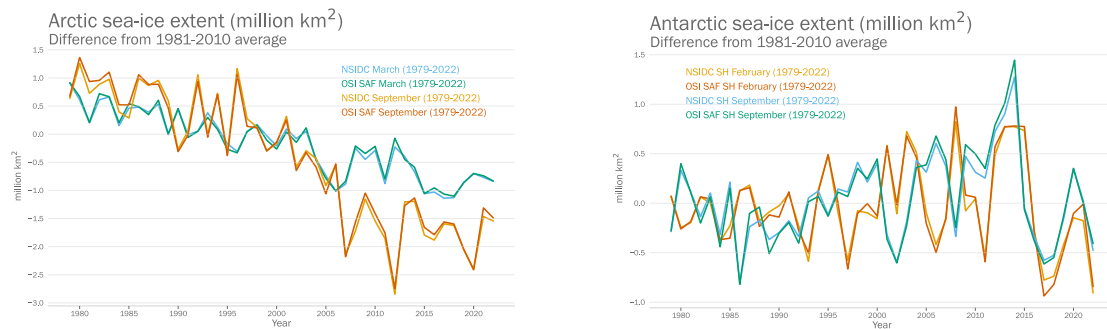 Arctic sea-ice extent (million km²)
Difference from 1981-2010 average
1.5
1.0
0.5
0.0
−0.5
−1.0
−1.5
−2.0
−2.5
−3.0
million km²
NSIDC March (1979-2022)
OSI SAF March (1979-2022)
NSIDC September (1979-2022)
OSI SAF September (1979-2022)
1980 1985 1990 1995 2000 2005 2010 2015 2020
Year
Antarctic sea-ice extent (million km²)
Difference from 1981-2010 average
1.5
1.0
0.5
0.0
−0.5
−1.0
million km²
NSIDC SH February (1979-2022)
OSI SAF SH February (1979-2022)
NSIDC SH September (1979-2022)
OSI SAF SH September (1979-2022)
1980 1985 1990 1995 2000 2005 2010 2015 2020
Year